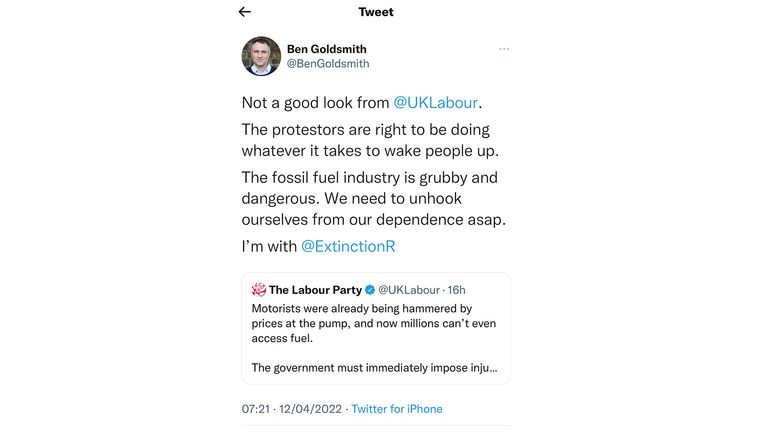 Tweet
Ben Goldsmith
@BenGoldsmith
Not a good look from @UKLabour.
The protestors are right to be doing
whatever it takes to wake people up.
The fossil fuel industry is grubby and
dangerous. We need to unhook
ourselves from our dependence asap.
I’m with @ExtinctionR
The Labour Party @UKLabour · 16h
Motorists were already being hammered by
prices at the pump, and now millions can’t even
access fuel.
The government must immediately impose inju...
07:21 · 12/04/2022 · Twitter for iPhone